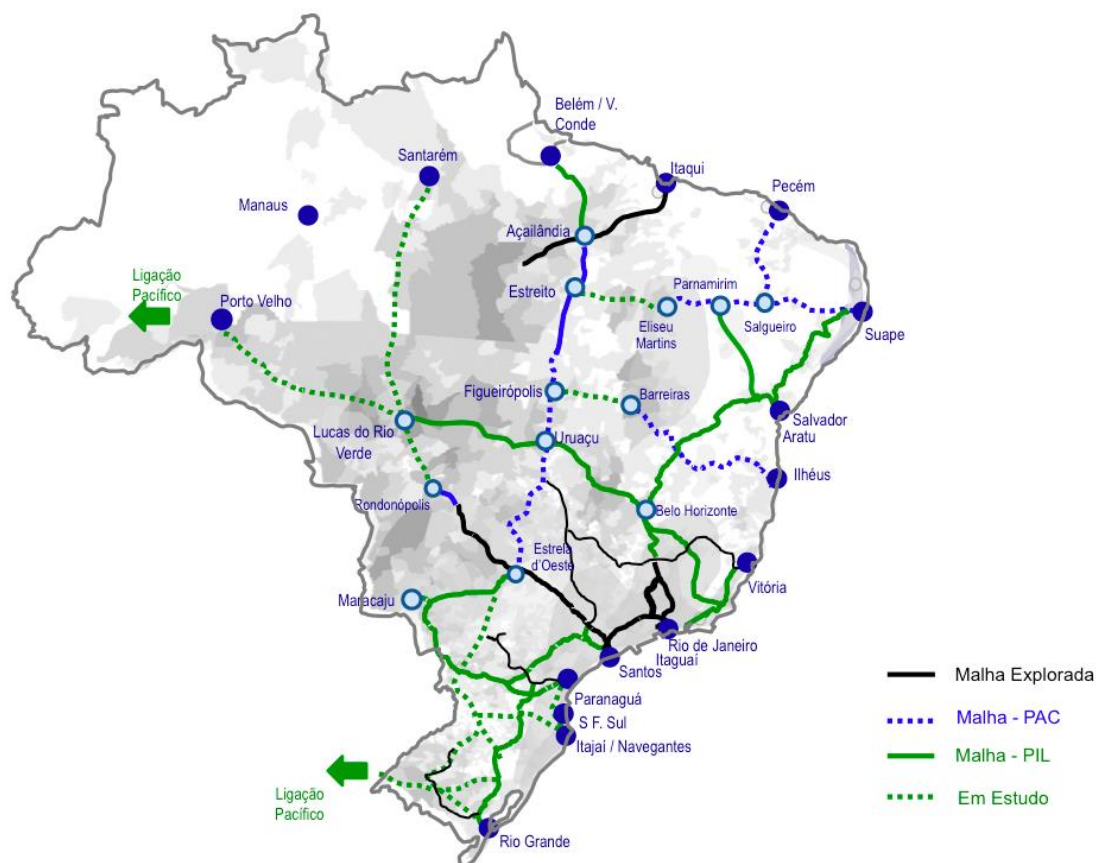 Belém / V.
Conde
Santarém
Itaqui
Pecém
Manaus
Açailândia
Ligação
Pacífico
Porto Velho
Estreito
Parnamirim
Eliseu
Martins
Salgueiro
Suape
Figueirópolis
Barreiras
Lucas do Rio
Verde
Uruaçu
Salvador
Aratu
Ilhéus
Rondonópolis
Belo Horizonte
Estrela
d'Oeste
Vitória
Maracaju
Rio de Janeiro
Itaguaí
Santos
Paranaguá
S F. Sul
Itajaí / Navegantes
Ligação
Pacífico
Rio Grande
Malha Explorada
Malha - PAC
Malha - PIL
Em Estudo